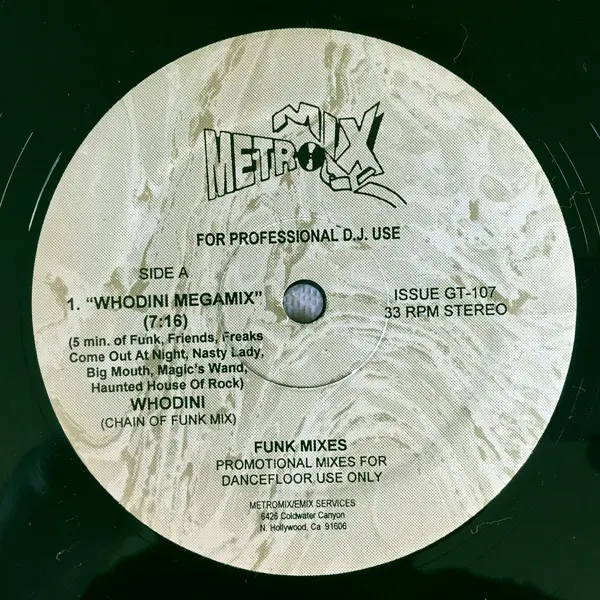 METROMIX
FOR PROFESSIONAL D.J. USE
SIDE A
1. “WHODINI MEGAMIX”
(7:16)
(5 min. of Funk, Friends, Freaks
Come Out At Night, Nasty Lady,
Big Mouth, Magic's Wand,
Haunted House Of Rock)
WHODINI
(CHAIN OF FUNK MIX)
ISSUE GT-107
33 RPM STEREO
FUNK MIXES
PROMOTIONAL MIXES FOR
DANCEFLOOR USE ONLY
METROMIX/EMIX SERVICES
6426 Coldwater Canyon
N. Hollywood, Ca 91606